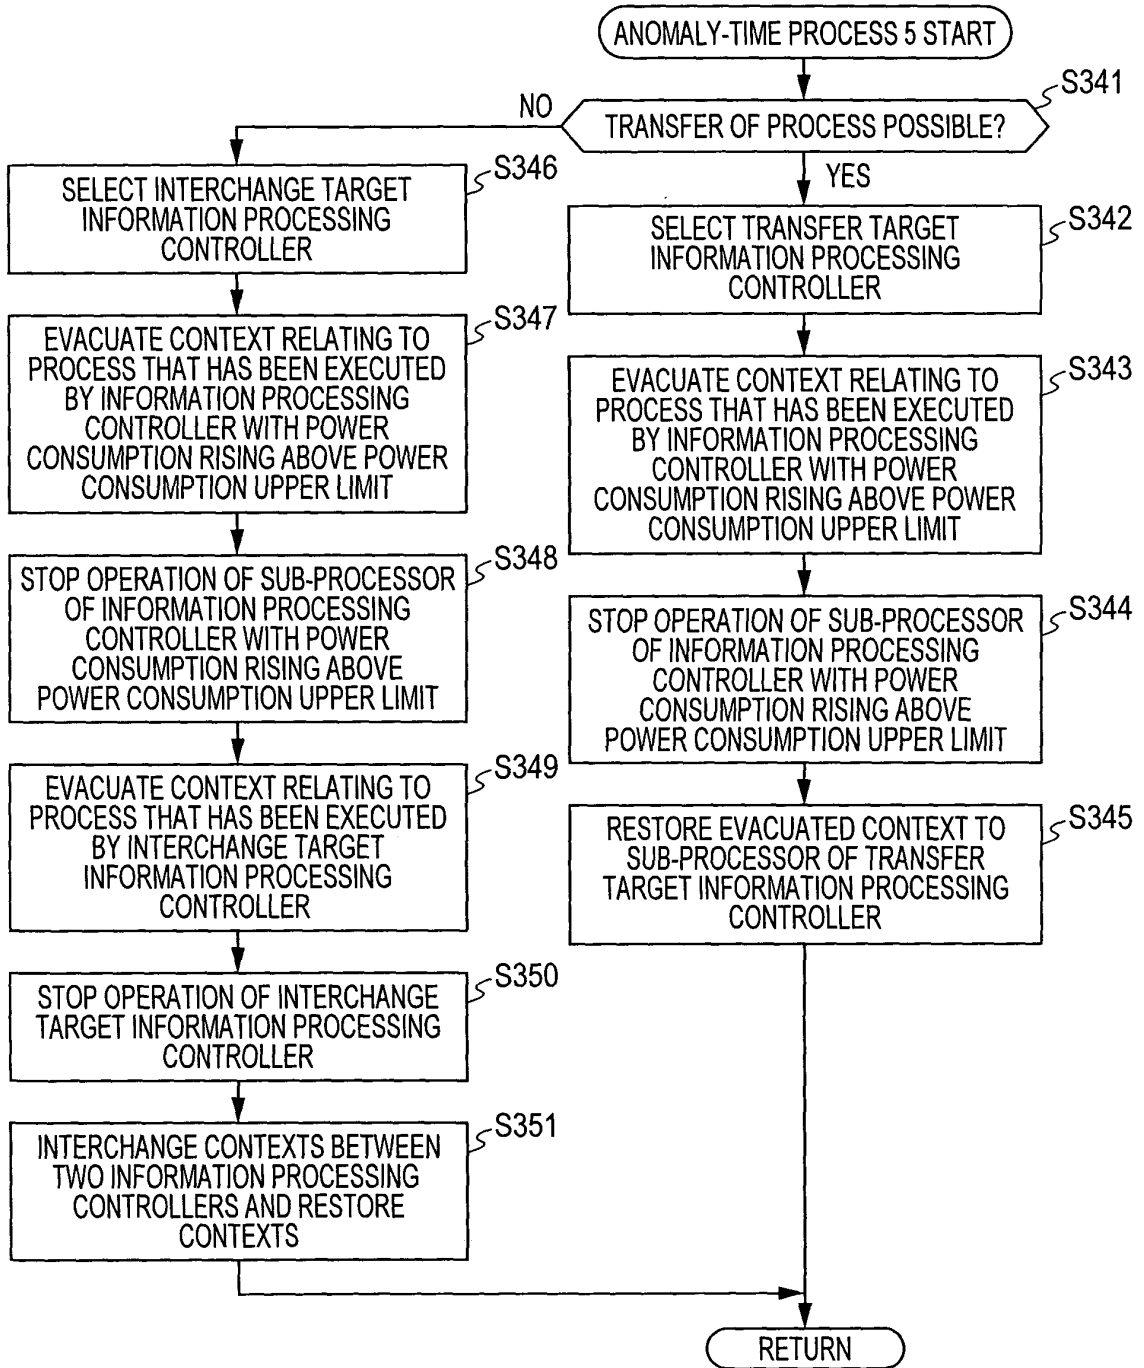 ANOMALY-TIME PROCESS 5 START
S341
TRANSFER OF PROCESS POSSIBLE?
NO
YES
S346
SELECT INTERCHANGE TARGET
INFORMATION PROCESSING
CONTROLLER
S347
EVACUATE CONTEXT RELATING TO
PROCESS THAT HAS BEEN EXECUTED
BY INFORMATION PROCESSING
CONTROLLER WITH POWER
CONSUMPTION RISING ABOVE POWER
CONSUMPTION UPPER LIMIT
S348
STOP OPERATION OF SUB-PROCESSOR
OF INFORMATION PROCESSING
CONTROLLER WITH POWER
CONSUMPTION RISING ABOVE
POWER CONSUMPTION UPPER LIMIT
S349
EVACUATE CONTEXT RELATING TO
PROCESS THAT HAS BEEN EXECUTED
BY INTERCHANGE TARGET
INFORMATION PROCESSING
CONTROLLER
S350
STOP OPERATION OF INTERCHANGE
TARGET INFORMATION PROCESSING
CONTROLLER
S351
INTERCHANGE CONTEXTS BETWEEN
TWO INFORMATION PROCESSING
CONTROLLERS AND RESTORE
CONTEXTS
S342
SELECT TRANSFER TARGET
INFORMATION PROCESSING
CONTROLLER
S343
EVACUATE CONTEXT RELATING TO
PROCESS THAT HAS BEEN EXECUTED
BY INFORMATION PROCESSING
CONTROLLER WITH POWER
CONSUMPTION RISING ABOVE POWER
CONSUMPTION UPPER LIMIT
S344
STOP OPERATION OF SUB-PROCESSOR
OF INFORMATION PROCESSING
CONTROLLER WITH POWER
CONSUMPTION RISING ABOVE
POWER CONSUMPTION UPPER LIMIT
S345
RESTORE EVACUATED CONTEXT TO
SUB-PROCESSOR OF TRANSFER
TARGET INFORMATION PROCESSING
CONTROLLER
RETURN